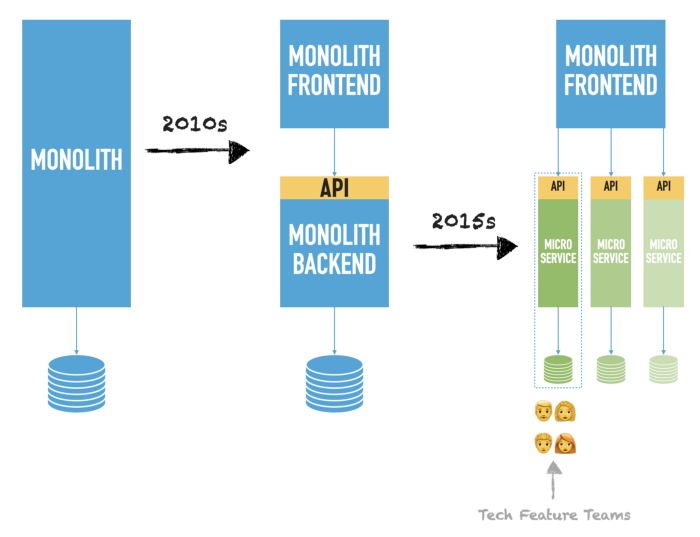 MONOLITH
2010s
MONOLITH
FRONTEND
API
MONOLITH
BACKEND
2015s
MONOLITH
FRONTEND
API
API
API
MICRO
SERVICE
MICRO
SERVICE
MICRO
SERVICE
Tech Feature Teams